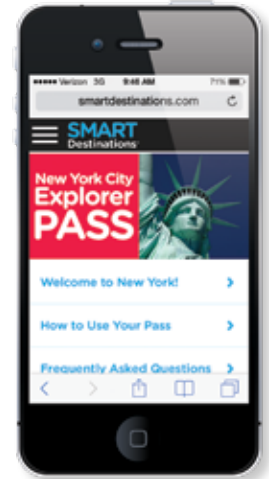 Verizon 3G 9:46 AM 71%
smartdestinations.com
SMART
Destinations
New York City
Explorer
PASS
Welcome to New York!
How to Use Your Pass
Frequently Asked Questions